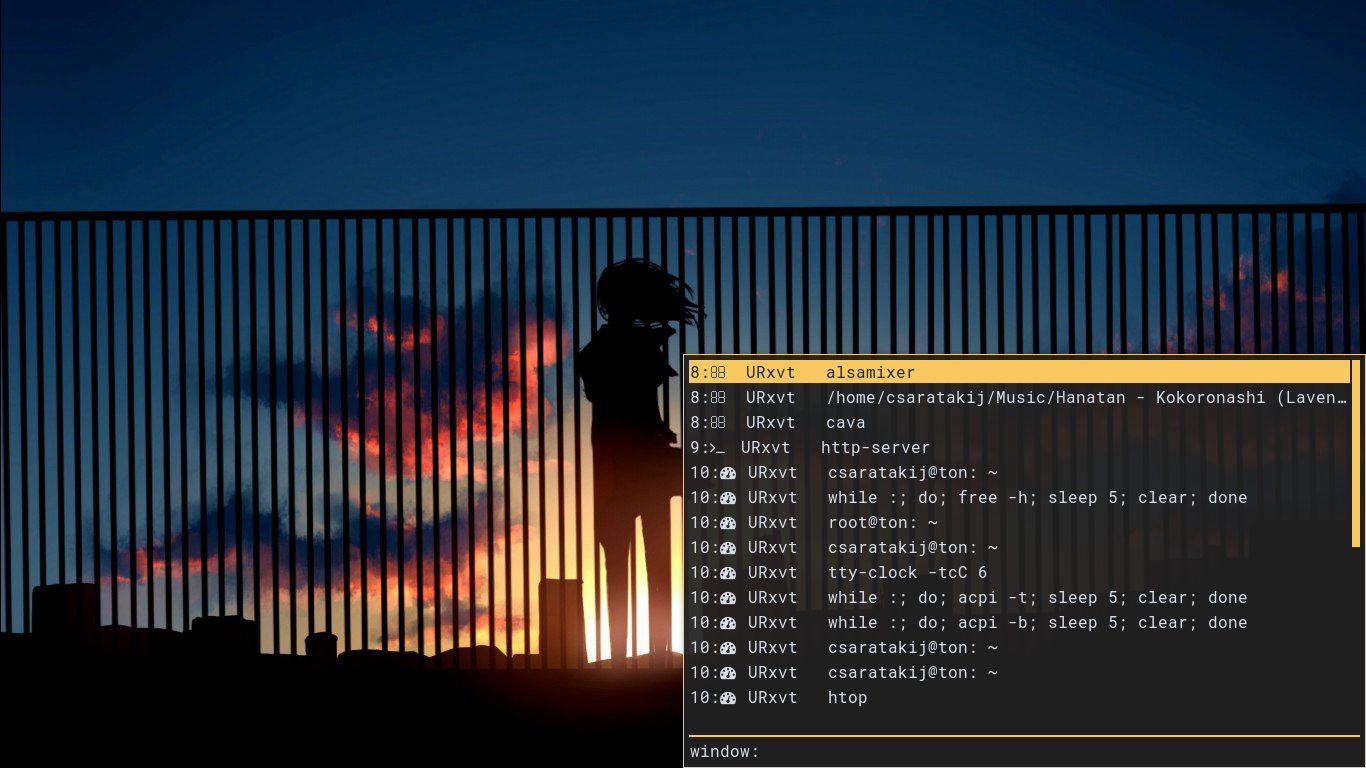 8: URxvt alsamixer
8: URxvt /home/csaratakij/Music/Hanatan - Kokoronashi (Laven…
8: URxvt cava
9:>_ URxvt http-server
10: URxvt csaratakij@ton: ~
10: URxvt while :; do; free -h; sleep 5; clear; done
10: URxvt root@ton: ~
10: URxvt csaratakij@ton: ~
10: URxvt tty-clock -tcC 6
10: URxvt while :; do; acpi -t; sleep 5; clear; done
10: URxvt while :; do; acpi -b; sleep 5; clear; done
10: URxvt csaratakij@ton: ~
10: URxvt csaratakij@ton: ~
10: URxvt htop
window: